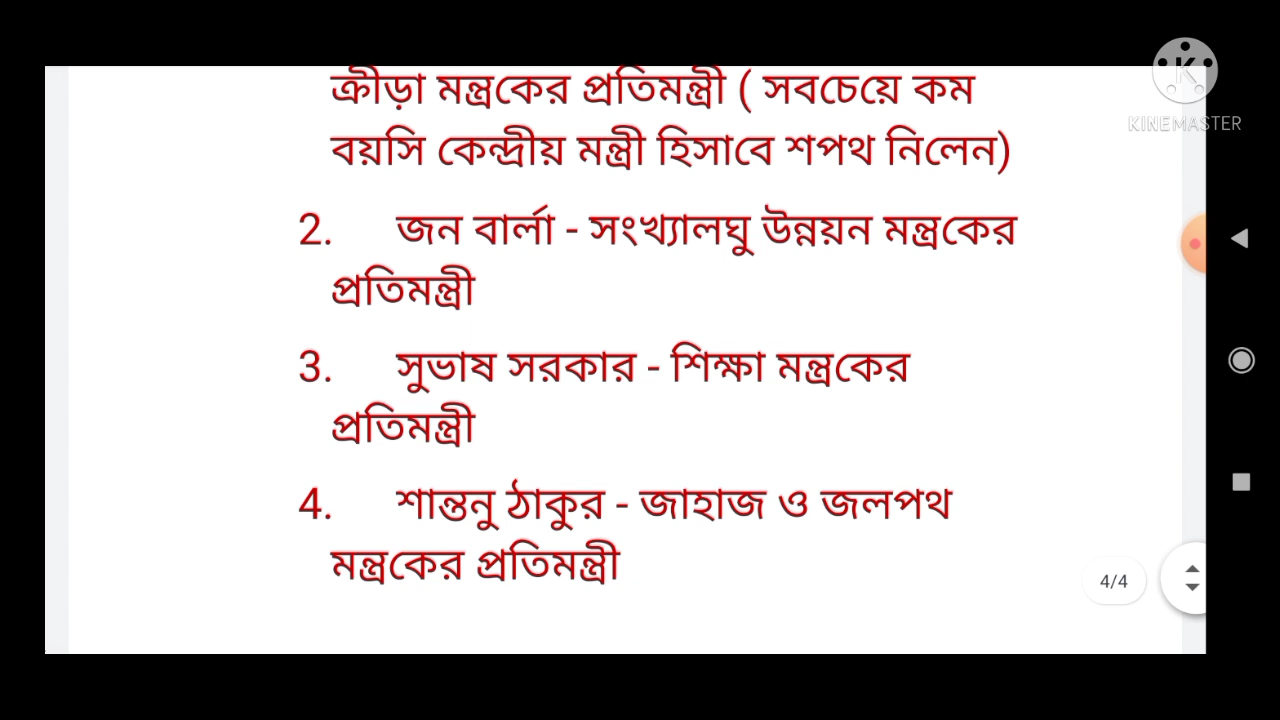 ক্রীড়া মন্ত্রকের প্রতিমন্ত্রী ( সবচেয়ে কম
বয়সি কেন্দ্রীয় মন্ত্রী হিসাবে শপথ নিলেন)
2. জন বার্লা - সংখ্যালঘু উন্নয়ন মন্ত্রকের
প্রতিমন্ত্রী
3. সুভাষ সরকার - শিক্ষা মন্ত্রকের
প্রতিমন্ত্রী
4. শান্তনু ঠাকুর - জাহাজ ও জলপথ
মন্ত্রকের প্রতিমন্ত্রী
4/4
K
KINEMASTER